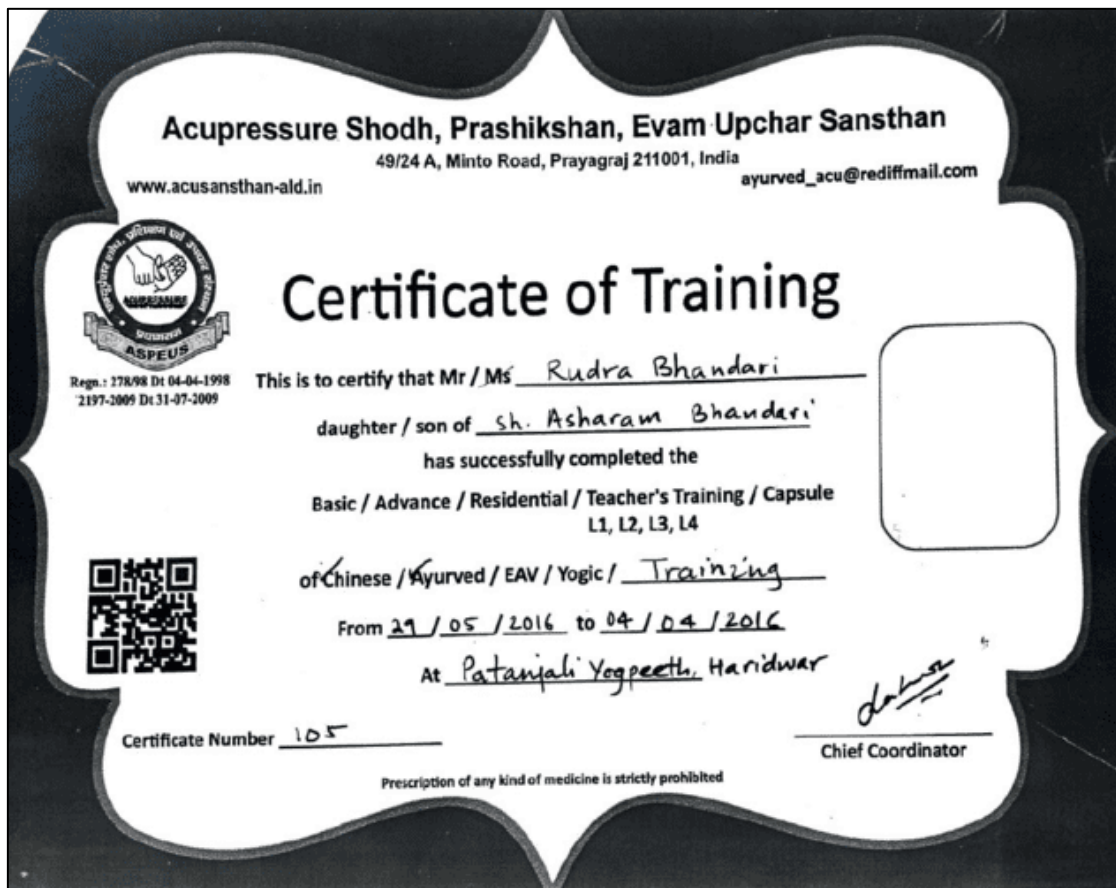 Acupressure Shodh, Prashikshan, Evam Upchar Sansthan
49/24 A, Minto Road, Prayagraj 211001, India
www.acusansthan-ald.in
ayurved_acu@rediffmail.com
ACUPRESSURE
प्रयागराज
ASPEUS
Regn.: 278/98 Dt 04-04-1998
2197-2009 Dt 31-07-2009
Certificate of Training
This is to certify that Mr / Ms Rudra Bhandari
daughter / son of Sh. Asharam Bhandari
has successfully completed the
Basic / Advance / Residential / Teacher's Training / Capsule
L1, L2, L3, L4
of Chinese / Ayurved / EAV / Yogic / Training
From 29 / 05 / 2016 to 04 / 04 / 2016
At Patanjali Yogpeeth, Haridwar
Certificate Number 105
Chief Coordinator
Prescription of any kind of medicine is strictly prohibited